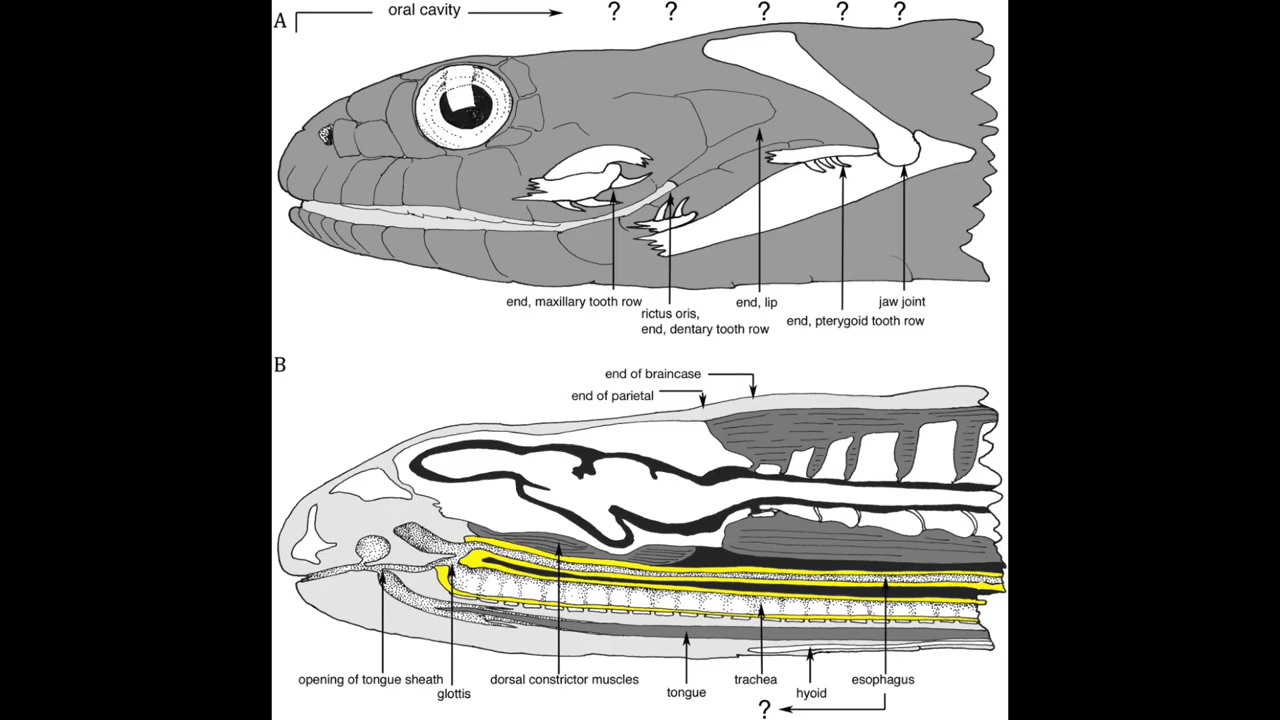 A
oral cavity
? ? ? ? ?
end, maxillary tooth row
rictus oris,
end, dentary tooth row
end, lip
end, pterygoid tooth row
jaw joint
B
end of braincase
end of parietal
opening of tongue sheath
glottis
dorsal constrictor muscles
tongue
trachea
hyoid
esophagus
?